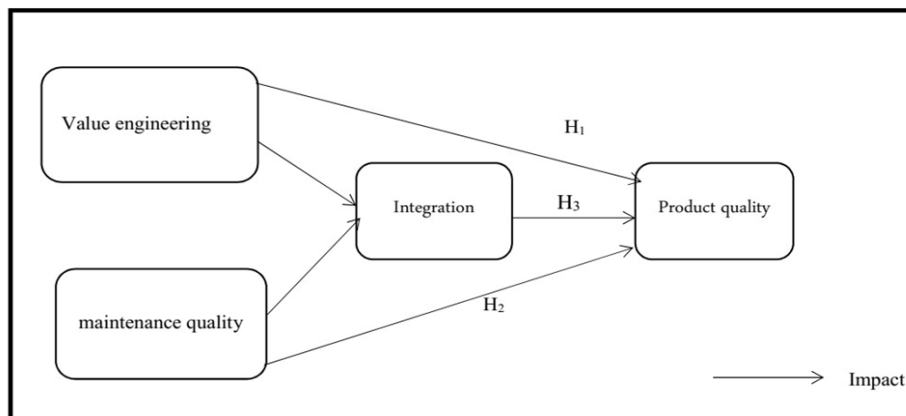 Value engineering
H₁
Integration
H₃
Product quality
maintenance quality
H₂
Impact